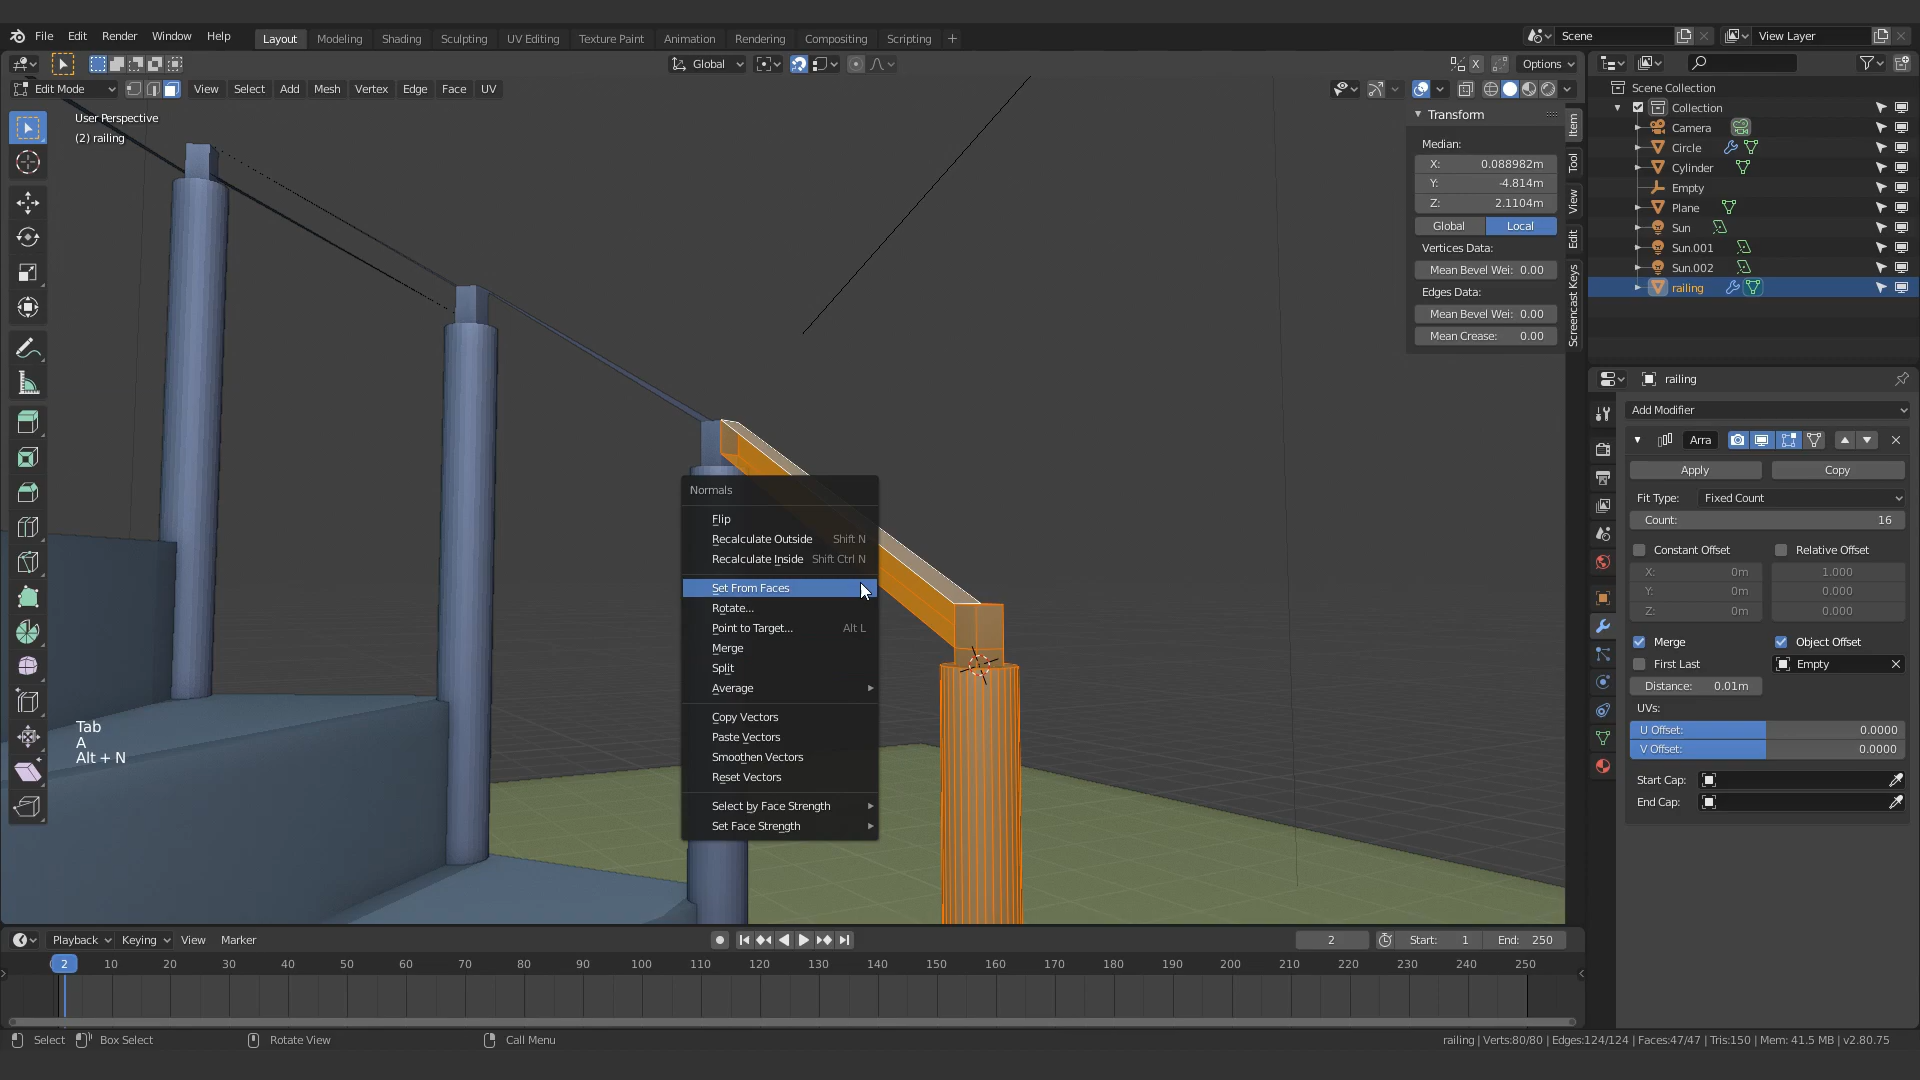 File Edit Render Window Help Layout Modeling Shading Sculpting UV Editing Texture Paint Animation Rendering Compositing Scripting + Scene View Layer
Global Options
Edit Mode View Select Add Mesh Vertex Edge Face UV
User Perspective
(2) railing
Transform
Median:
X: 0.088982m
Y: -4.814m
Z: 2.1104m
Global Local
Vertices Data:
Mean Bevel Wei: 0.00
Edges Data:
Mean Bevel Wei: 0.00
Mean Crease: 0.00
Item
Tool
View
Edit
Screencast Keys
Scene Collection
Collection
Camera
Circle
Cylinder
Empty
Plane
Sun
Sun.001
Sun.002
railing
railing
Add Modifier
Arra
Apply Copy
Fit Type: Fixed Count
Count: 16
Constant Offset Relative Offset
X: 0m 1.000
Y: 0m 0.000
Z: 0m 0.000
Merge Object Offset
First Last Empty
Distance: 0.01m
UVs:
U Offset: 0.0000
V Offset: 0.0000
Start Cap:
End Cap:
Normals
Flip
Recalculate Outside Shift N
Recalculate Inside Shift Ctrl N
Set From Faces
Rotate...
Point to Target... Alt L
Merge
Split
Average
Copy Vectors
Paste Vectors
Smoothen Vectors
Reset Vectors
Select by Face Strength
Set Face Strength
Tab
A
Alt + N
Playback Keying View Marker 2 Start: 1 End: 250
2 10 20 30 40 50 60 70 80 90 100 110 120 130 140 150 160 170 180 190 200 210 220 230 240 250
Select Box Select Rotate View Call Menu railing | Verts:80/80 | Edges:124/124 | Faces:47/47 | Tris:150 | Mem: 41.5 MB | v2.80.75